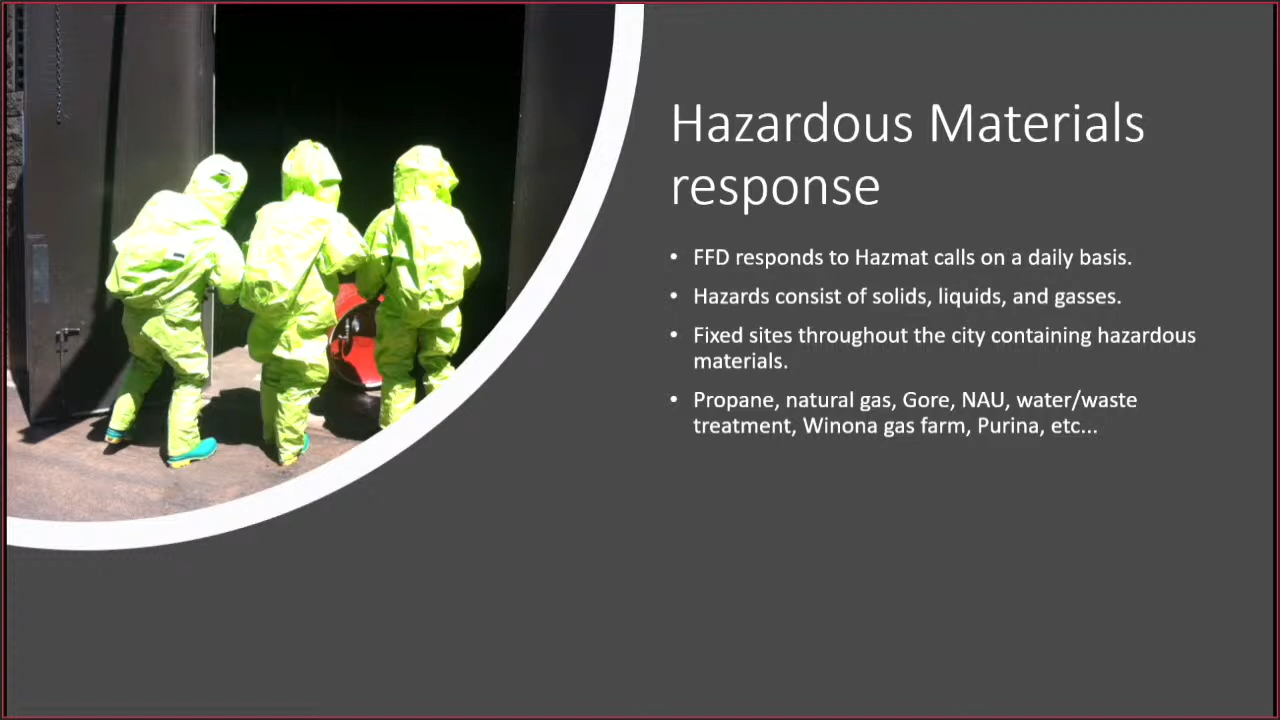 Hazardous Materials
response
• FFD responds to Hazmat calls on a daily basis.
• Hazards consist of solids, liquids, and gasses.
• Fixed sites throughout the city containing hazardous
materials.
• Propane, natural gas, Gore, NAU, water/waste
treatment, Winona gas farm, Purina, etc...